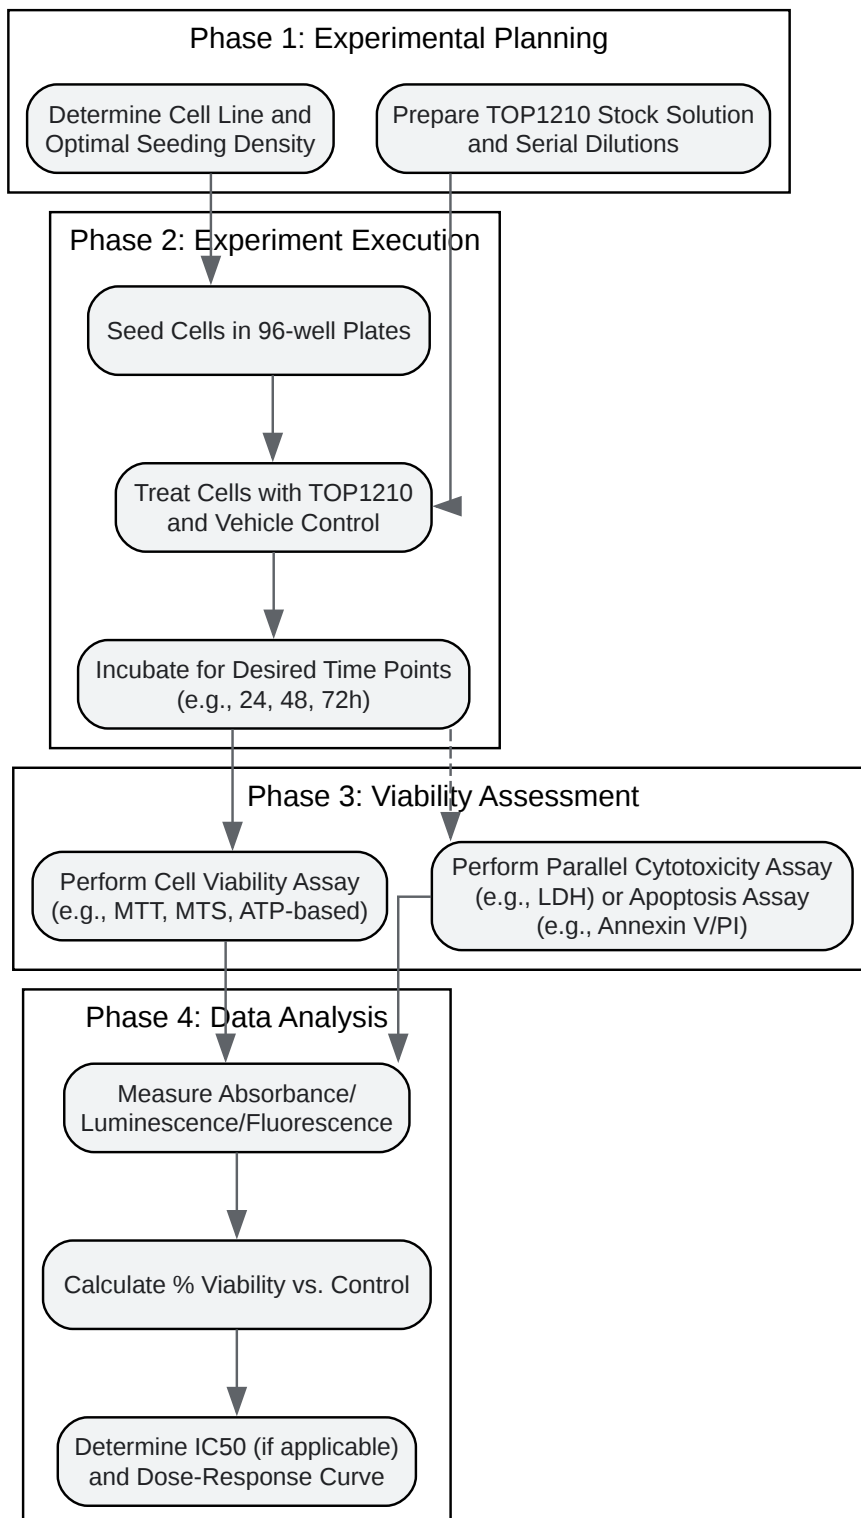 Phase 1: Experimental Planning
Determine Cell Line and
Optimal Seeding Density
Prepare TOP1210 Stock Solution
and Serial Dilutions
Phase 2: Experiment Execution
Seed Cells in 96-well Plates
Treat Cells with TOP1210
and Vehicle Control
Incubate for Desired Time Points
(e.g., 24, 48, 72h)
Phase 3: Viability Assessment
Perform Cell Viability Assay
(e.g., MTT, MTS, ATP-based)
Perform Parallel Cytotoxicity Assay
(e.g., LDH) or Apoptosis Assay
(e.g., Annexin V/PI)
Phase 4: Data Analysis
Measure Absorbance/
Luminescence/Fluorescence
Calculate % Viability vs. Control
Determine IC50 (if applicable)
and Dose-Response Curve